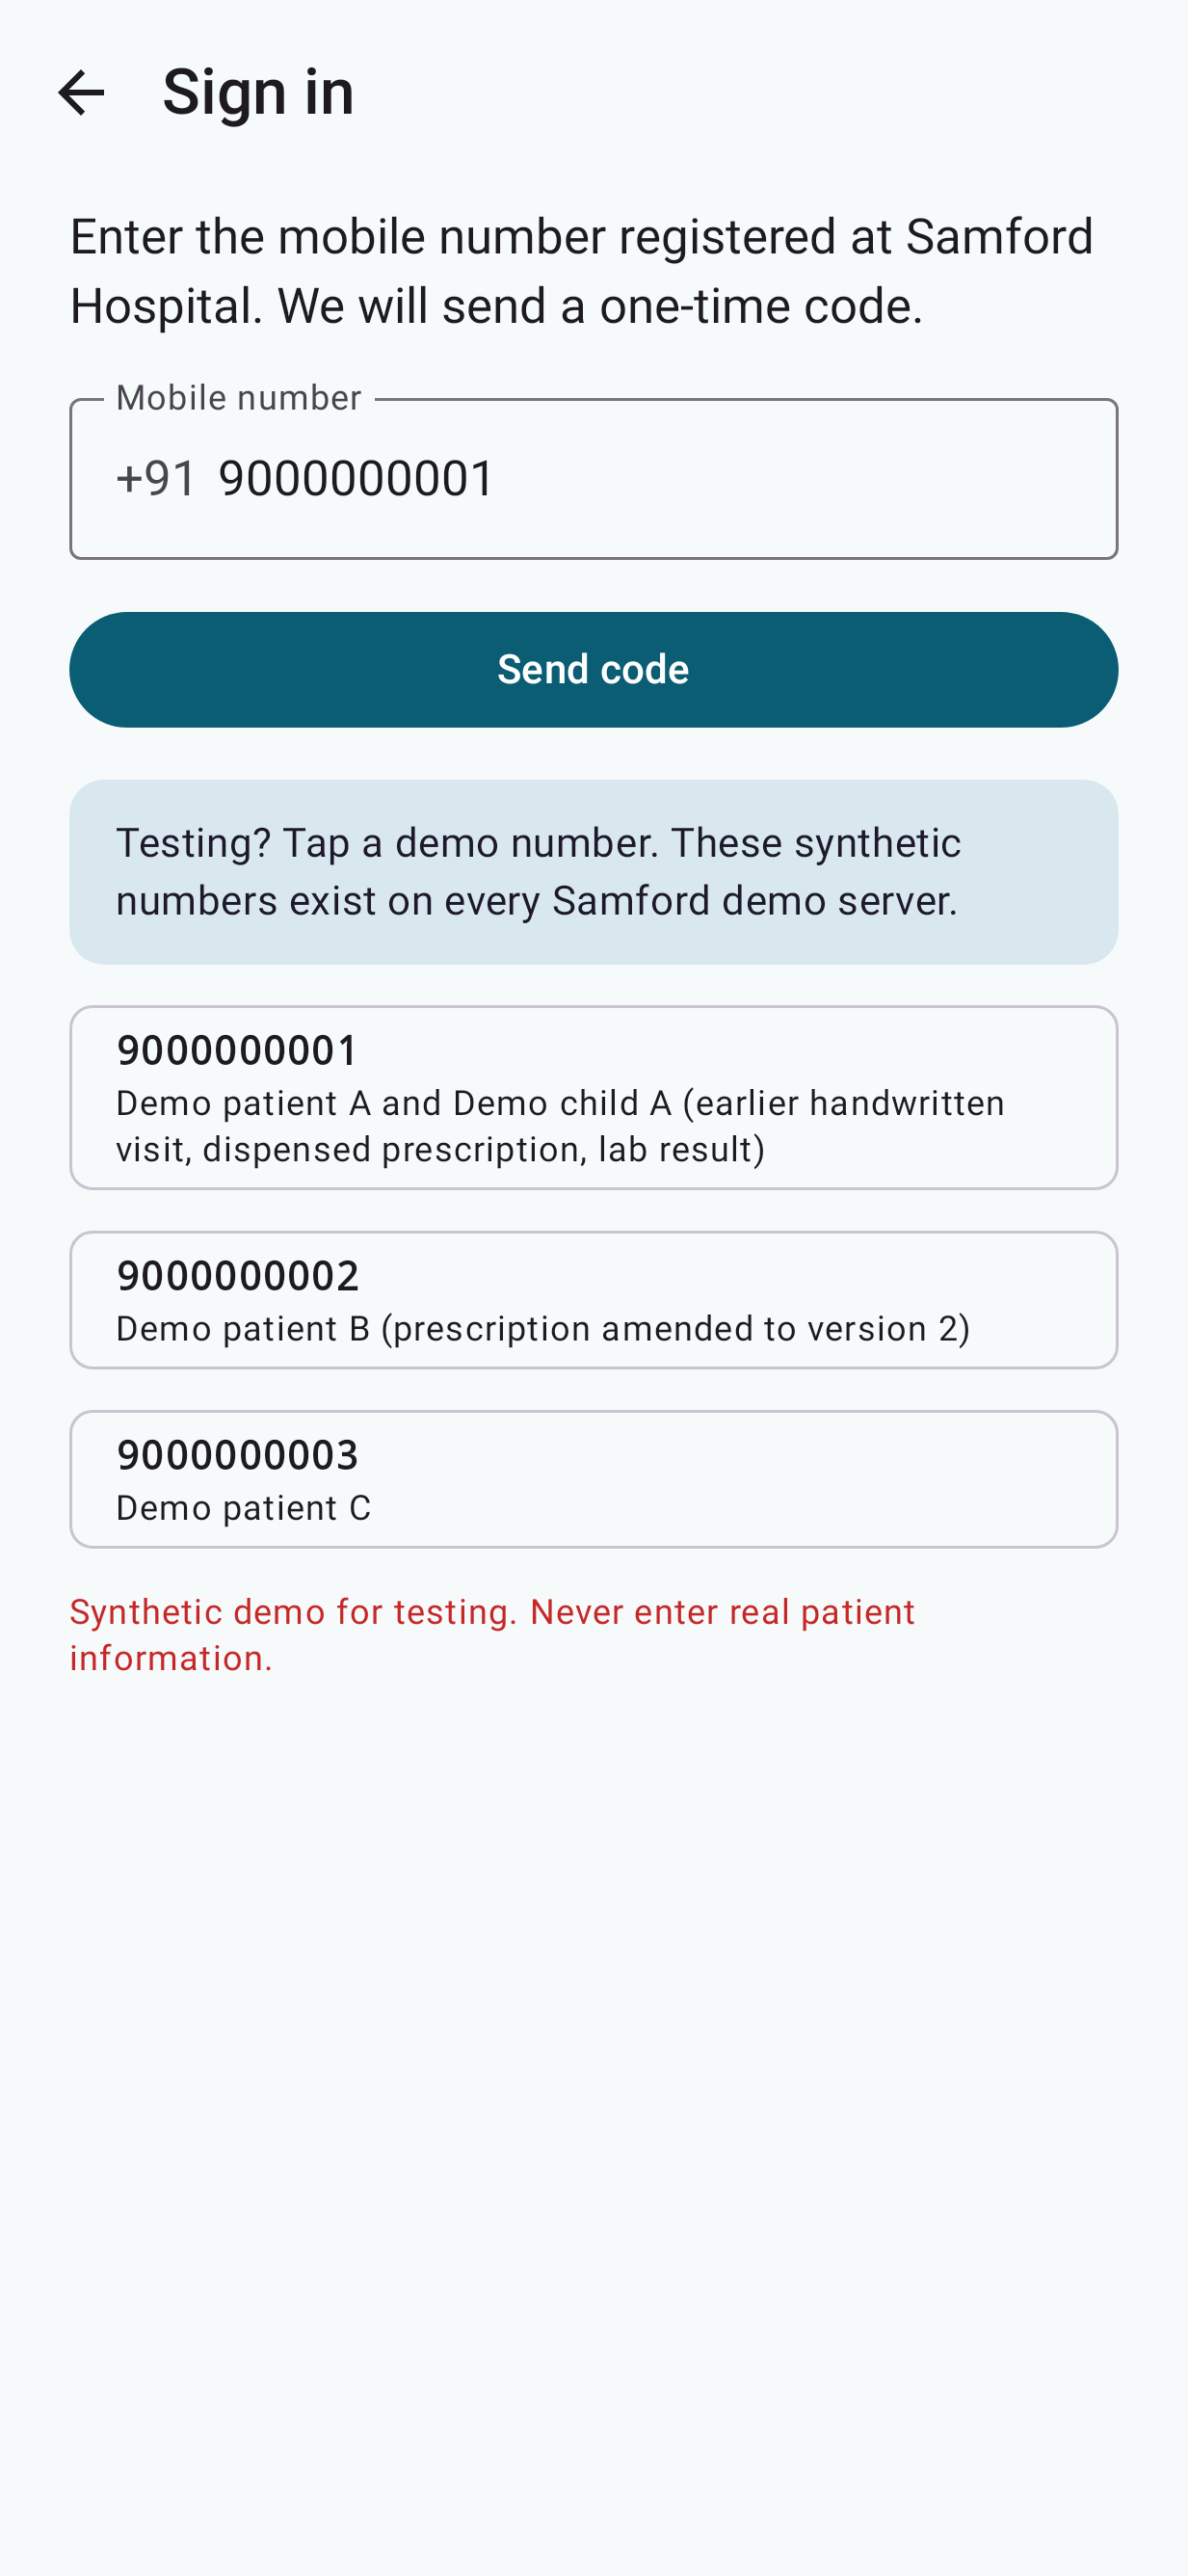 Sign in
Enter the mobile number registered at Samford
Hospital. We will send a one-time code.
Mobile number
+91 9000000001
Send code
Testing? Tap a demo number. These synthetic
numbers exist on every Samford demo server.
9000000001
Demo patient A and Demo child A (earlier handwritten
visit, dispensed prescription, lab result)
9000000002
Demo patient B (prescription amended to version 2)
9000000003
Demo patient C
Synthetic demo for testing. Never enter real patient
information.